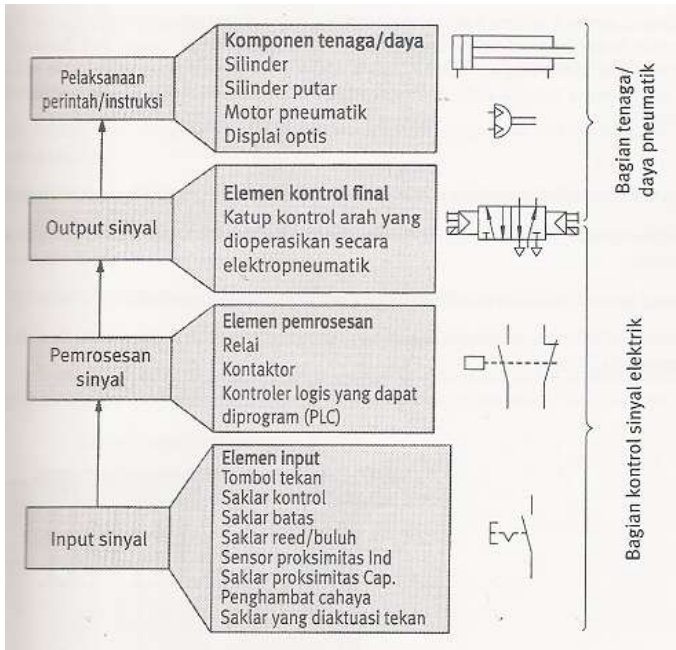 Pelaksanaan
perintah/instruksi
Komponen tenaga/daya
Silinder
Silinder putar
Motor pneumatik
Displai optis
Output sinyal
Elemen kontrol final
Katup kontrol arah yang
dioperasikan secara
elektropneumatik
Pemrosesan
sinyal
Elemen pemrosesan
Relai
Kontaktor
Kontroler logis yang dapat
diprogram (PLC)
Input sinyal
Elemen input
Tombol tekan
Saklar kontrol
Saklar batas
Saklar reed/buluh
Sensor proksimitas Ind
Saklar proksimitas Cap.
Penghambat cahaya
Saklar yang diaktuasi tekan
Bagian tenaga/
daya pneumatik
Bagian kontrol sinyal elektrik